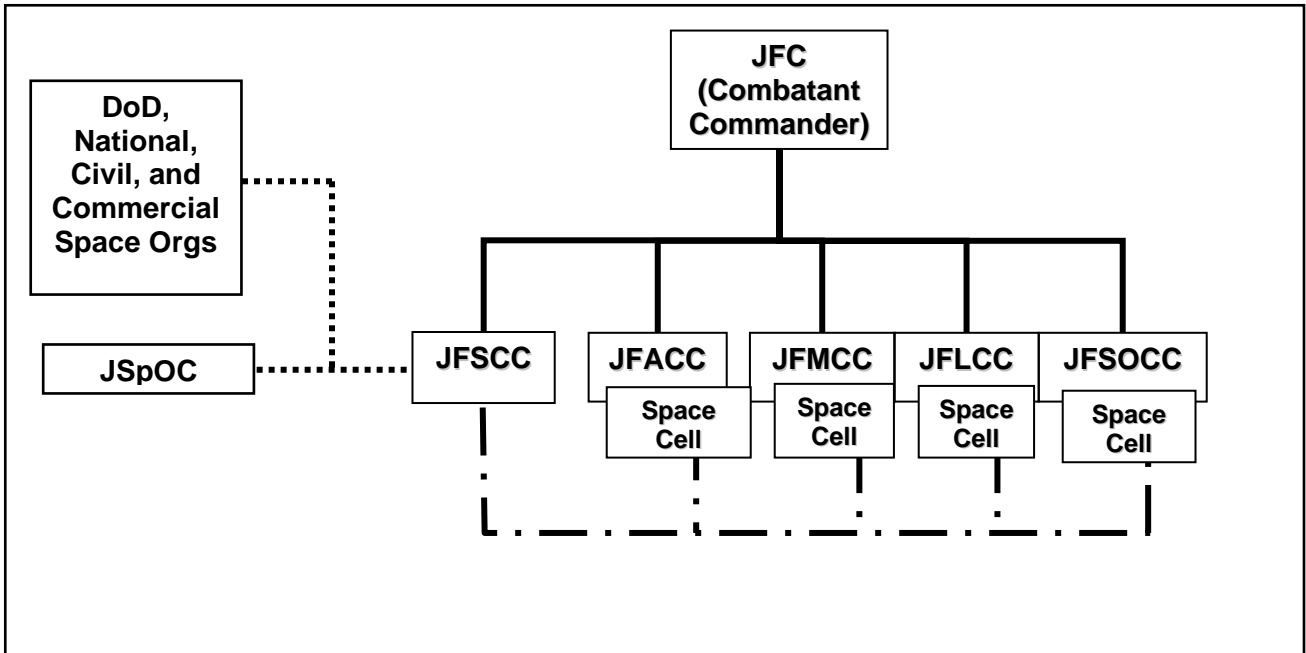 JFC
(Combatant
Commander)
DoD,
National,
Civil, and
Commercial
Space Orgs
JSpOC
JFSCC
JFACC
JFMCC
JFLCC
JFSOCC
Space
Cell
Space
Cell
Space
Cell
Space
Cell